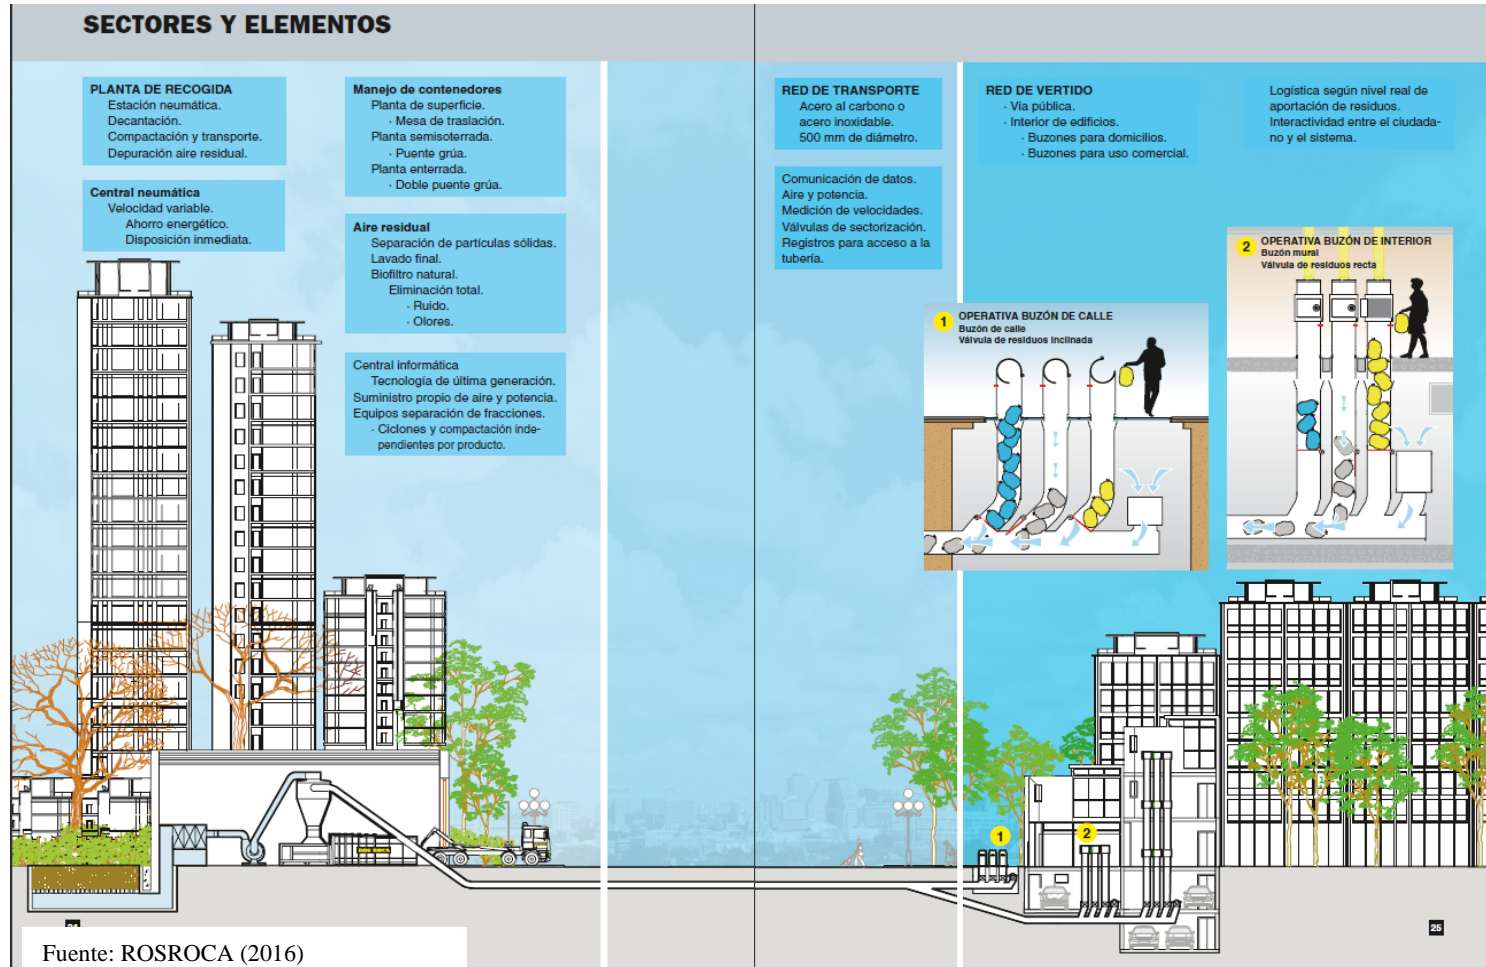 SECTORES Y ELEMENTOS
PLANTA DE RECOGIDA
Estación neumática.
Decantación.
Compactación y transporte.
Depuración aire residual.
Central neumática
Velocidad variable.
Ahorro energético.
Disposición inmediata.
Manejo de contenedores
Planta de superficie.
· Mesa de traslación.
Planta semisoterrada.
· Puente grúa.
Planta enterrada.
· Doble puente grúa.
Aire residual
Separación de partículas sólidas.
Lavado final.
Biofiltro natural.
Eliminación total.
· Ruido.
· Olores.
Central informática
Tecnología de última generación.
Suministro propio de aire y potencia.
Equipos separación de fracciones.
· Ciclones y compactación inde-
pendientes por producto.
RED DE TRANSPORTE
Acero al carbono o
acero inoxidable.
500 mm de diámetro.
Comunicación de datos.
Aire y potencia.
Medición de velocidades.
Válvulas de sectorización.
Registros para acceso a la
tubería.
RED DE VERTIDO
· Vía pública.
· Interior de edificios.
· Buzones para domicilios.
· Buzones para uso comercial.
Logística según nivel real de
aportación de residuos.
Interactividad entre el ciudada-
no y el sistema.
1 OPERATIVA BUZÓN DE CALLE
Buzón de calle
Válvula de residuos inclinada
2 OPERATIVA BUZÓN DE INTERIOR
Buzón mural
Válvula de residuos recta
1
2
25
Fuente: ROSROCA (2016)